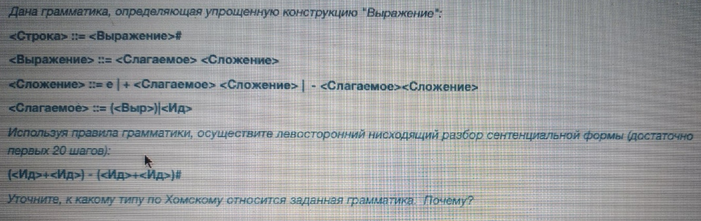 Дана грамматика, определяющая упрощенную конструкцию "Выражение":
<Строка> ::= <Выражение>#
<Выражение> ::= <Слагаемое> <Сложение>
<Сложение> ::= e | + <Слагаемое> <Сложение> | - <Слагаемое><Сложение>
<Слагаемое> ::= (<Выр>)|<Ид>
Используя правила грамматики, осуществите левосторонний нисходящий разбор сентенциальной формы (достаточно
первых 20 шагов):
(<Ид>+<Ид>) - (<Ид>+<Ид>)#
Уточните, к какому типу по Хомскому относится заданная грамматика. Почему?